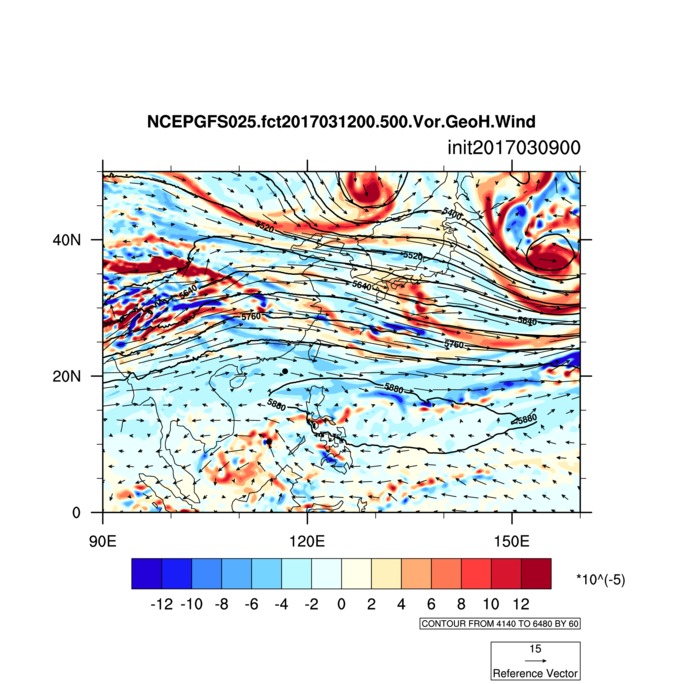 NCEPGFS025.fct2017031200.500.Vor.GeoH.Wind
init2017030900
5400
5520
5520
40N
5640
5640
5760
5640
5760
20N
5880
5880
5880
0
90E 120E 150E
-12 -10 -8 -6 -4 -2 0 2 4 6 8 10 12
*10^(-5)
CONTOUR FROM 4140 TO 6480 BY 60
15
Reference Vector